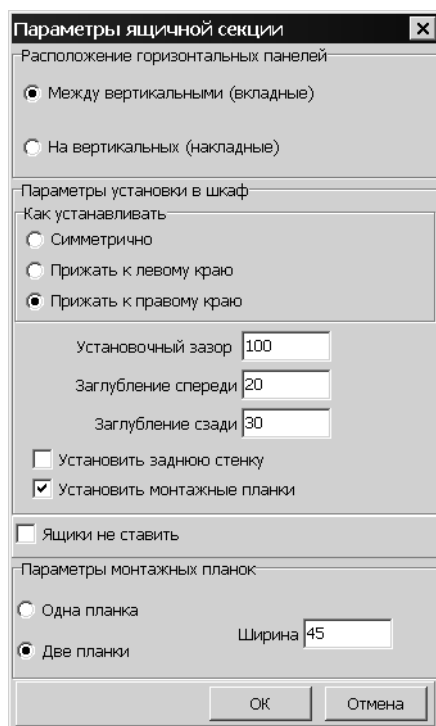 Параметры ящичной секции
Расположение горизонтальных панелей
Между вертикальными (вкладные)
На вертикальных (накладные)
Параметры установки в шкаф
Как устанавливать
Симметрично
Прижать к левому краю
Прижать к правому краю
Установочный зазор 100
Заглубление спереди 20
Заглубление сзади 30
Установить заднюю стенку
Установить монтажные планки
Ящики не ставить
Параметры монтажных планок
Одна планка
Ширина 45
Две планки
ОК Отмена